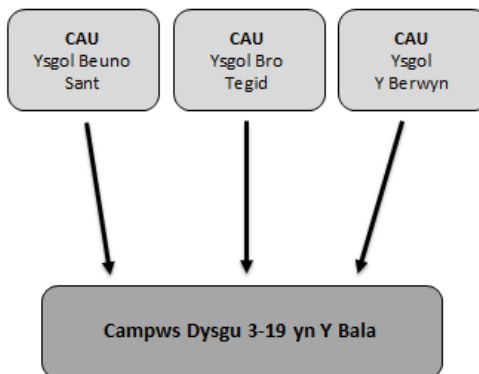 CAU
Ysgol Beuno
Sant
CAU
Ysgol Bro
Tegid
CAU
Ysgol
Y Berwyn
Campws Dysgu 3-19 yn Y Bala